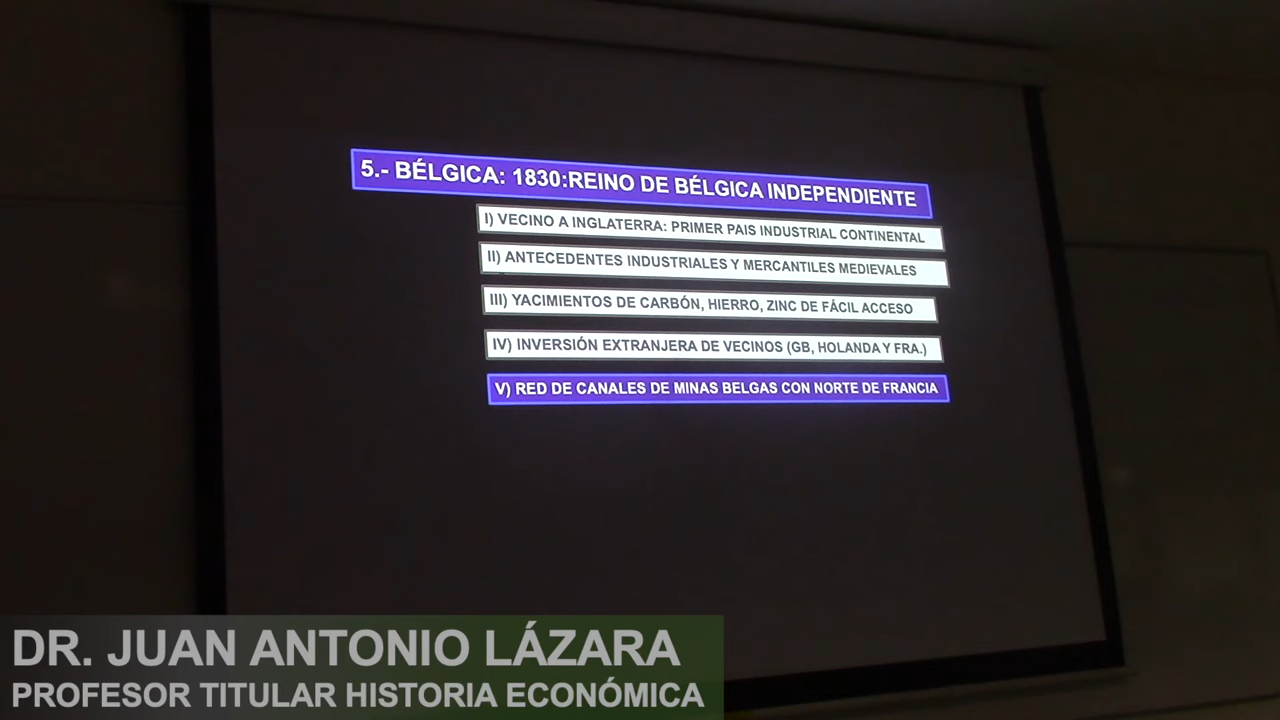 5.- BÉLGICA: 1830:REINO DE BÉLGICA INDEPENDIENTE
I) VECINO A INGLATERRA: PRIMER PAIS INDUSTRIAL CONTINENTAL
II) ANTECEDENTES INDUSTRIALES Y MERCANTILES MEDIEVALES
III) YACIMIENTOS DE CARBÓN, HIERRO, ZINC DE FÁCIL ACCESO
IV) INVERSIÓN EXTRANJERA DE VECINOS (GB, HOLANDA Y FRA.)
V) RED DE CANALES DE MINAS BELGAS CON NORTE DE FRANCIA
DR. JUAN ANTONIO LÁZARA
PROFESOR TITULAR HISTORIA ECONÓMICA